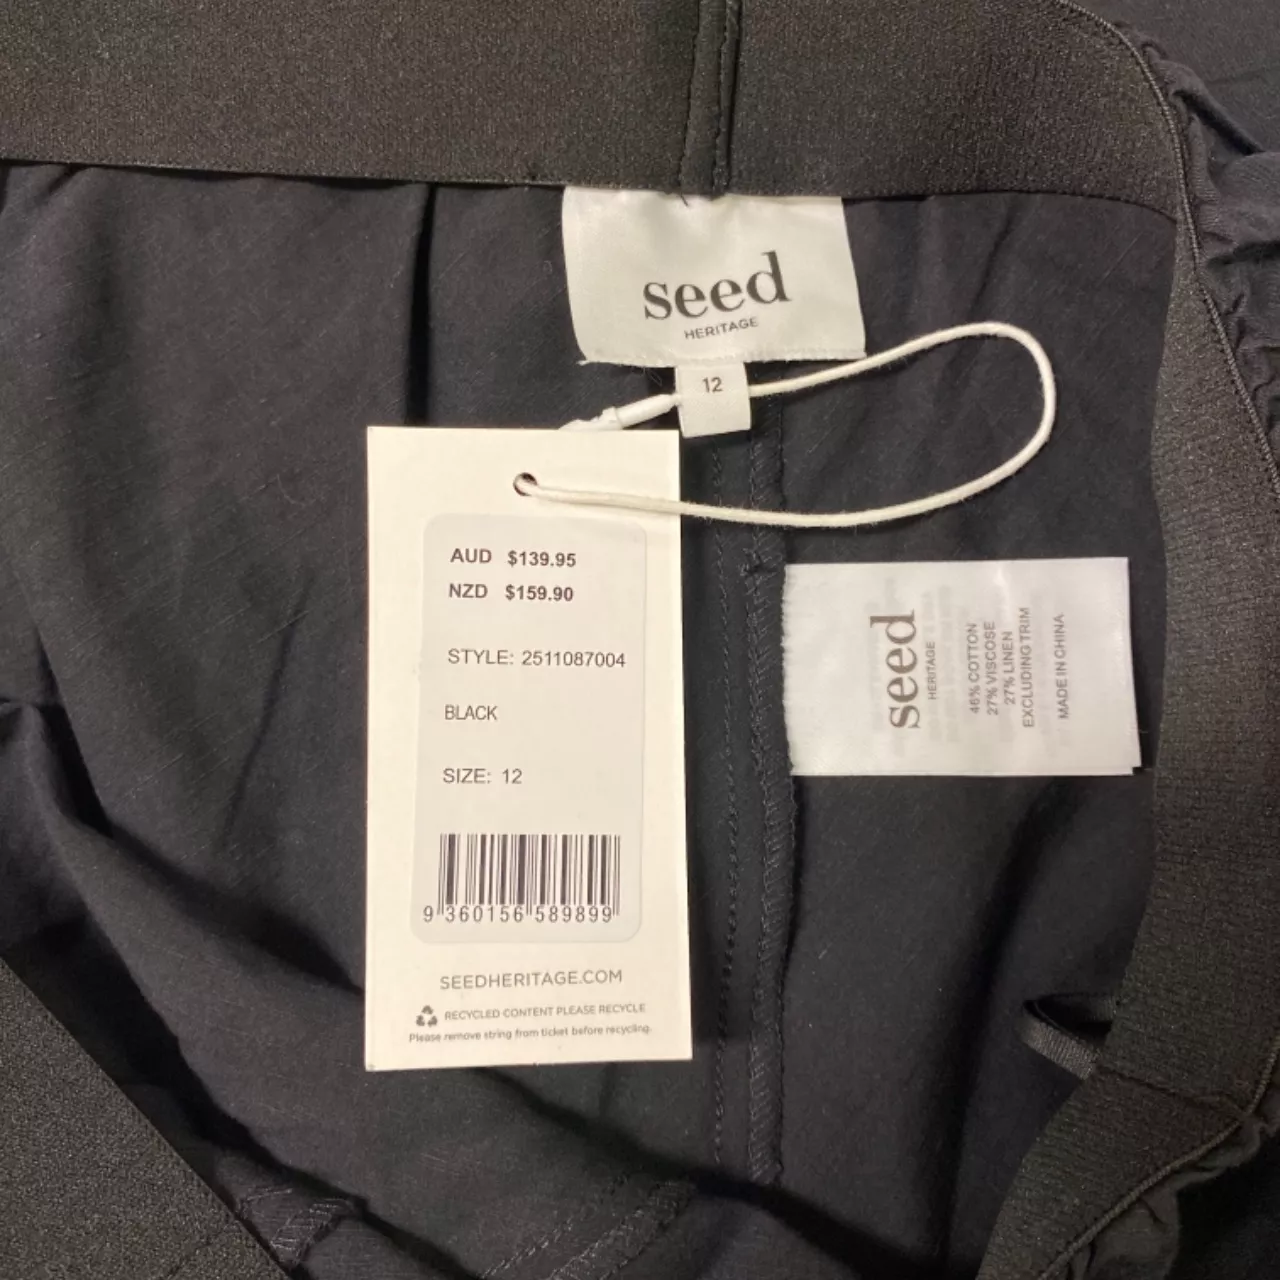 seed
HERITAGE
12
AUD $139.95
NZD $159.90
STYLE: 2511087004
BLACK
SIZE: 12
9 360156 589899
SEEDHERITAGE.COM
RECYCLED CONTENT PLEASE RECYCLE
Please remove string from ticket before recycling.
seed
HERITAGE
46% COTTON
27% VISCOSE
27% LINEN
EXCLUDING TRIM
MADE IN CHINA